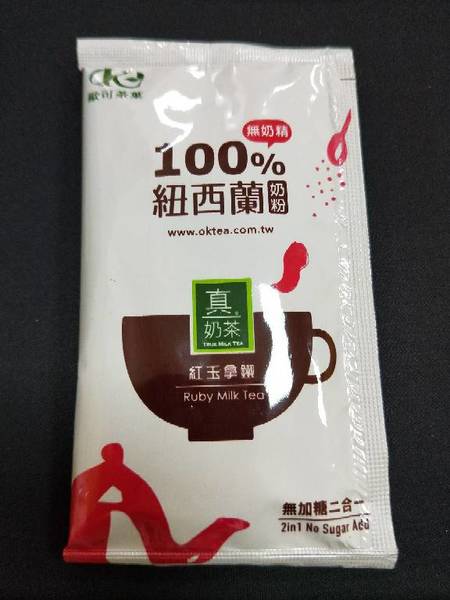 歐可茶葉
無奶精
100%
紐西蘭奶粉
www.oktea.com.tw
真®
奶茶
TRUE MILK TEA
紅玉拿鐵
Ruby Milk Tea
無加糖二合一
2in1 No Sugar Add